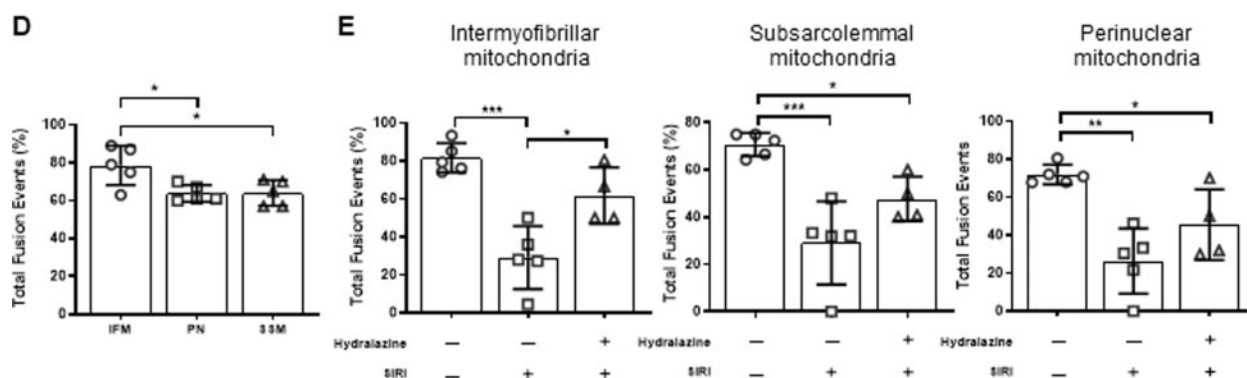 D
*
*
Total Fusion Events (%)
100
80
60
40
20
0
IFM PN SSM
E
Intermyofibrillar
mitochondria
***
*
Total Fusion Events (%)
100
80
60
40
20
0
Hydralazine — — +
SIRI — + +
Subsarcolemmal
mitochondria
*
***
Total Fusion Events (%)
80
60
40
20
0
Hydralazine — — +
SIRI — + +
Perinuclear
mitochondria
*
**
Total Fusion Events
100
80
60
40
20
0
— — +
— + +